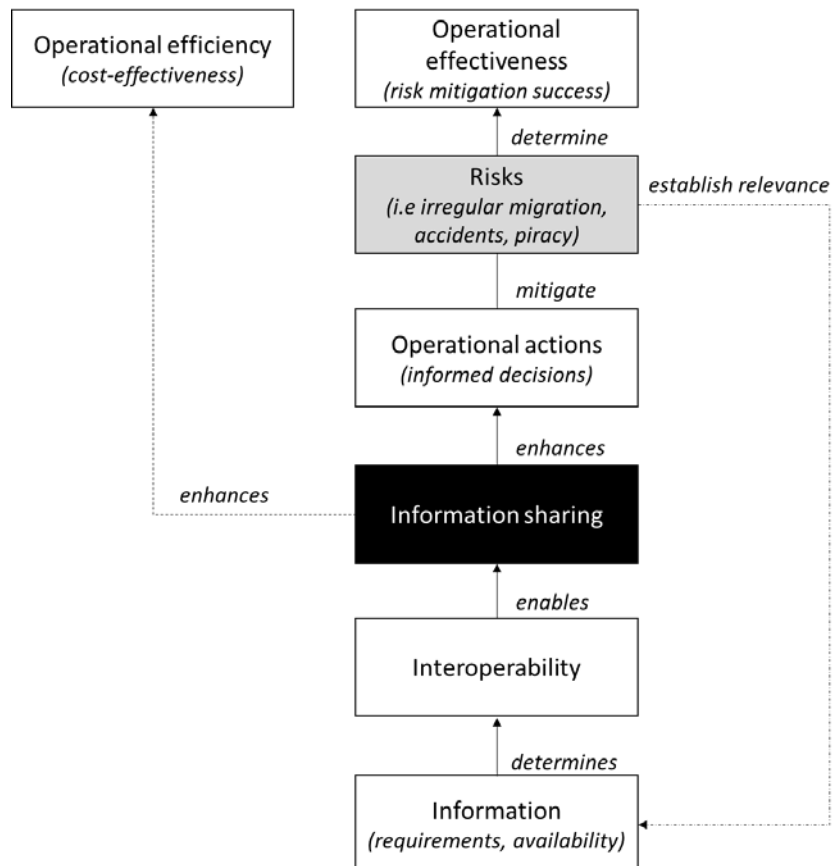 Operational efficiency
(cost-effectiveness)
Operational
effectiveness
(risk mitigation success)
determine
Risks
(i.e irregular migration,
accidents, piracy)
establish relevance
mitigate
Operational actions
(informed decisions)
enhances
enhances
Information sharing
enables
Interoperability
determines
Information
(requirements, availability)